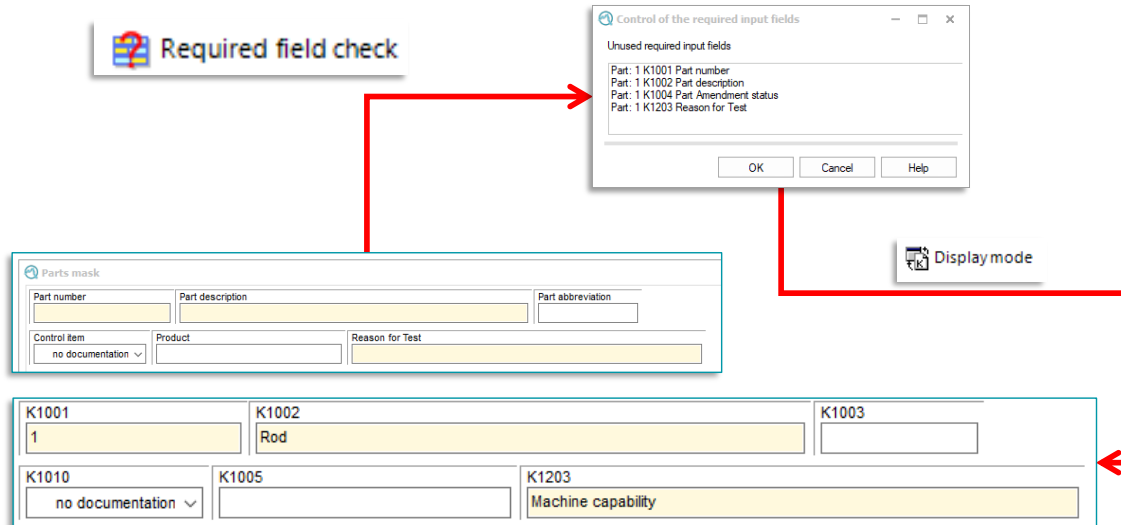 Required field check
Control of the required input fields
Unused required input fields
Part: 1 K1001 Part number
Part: 1 K1002 Part description
Part: 1 K1004 Part Amendment status
Part: 1 K1203 Reason for Test
OK Cancel Help
Display mode
Parts mask
Part number Part description Part abbreviation
Control item Product Reason for Test
no documentation
K1001 K1002 K1003
1 Rod
K1010 K1005 K1203
no documentation Machine capability